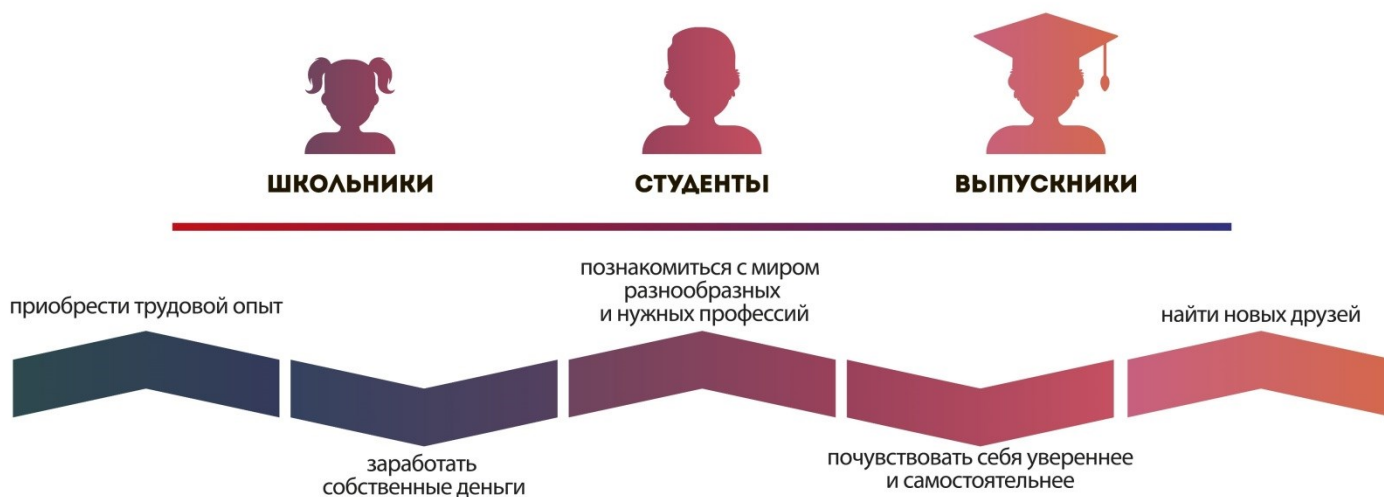 ШКОЛЬНИКИ
СТУДЕНТЫ
ВЫПУСКНИКИ
приобрести трудовой опыт
заработать
собственные деньги
познакомиться с миром
разнообразных
и нужных профессий
почувствовать себя увереннее
и самостоятельнее
найти новых друзей